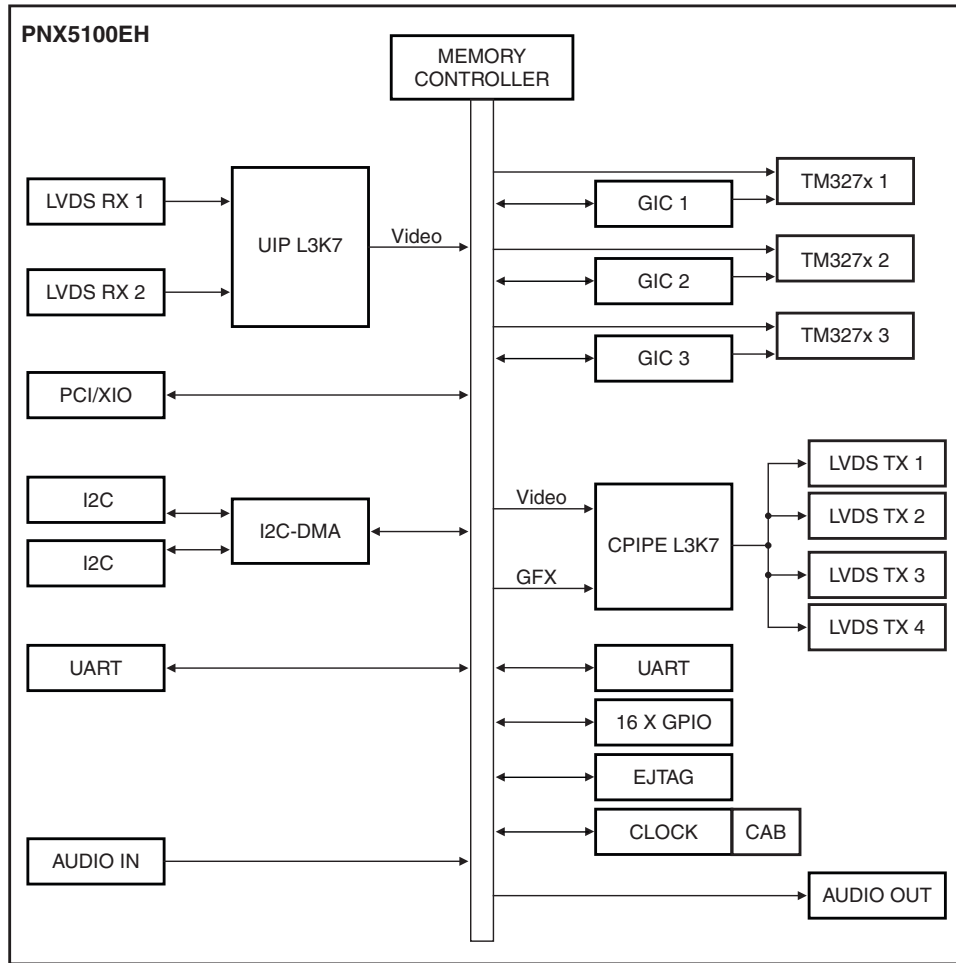 PNX5100EH
MEMORY
CONTROLLER
LVDS RX 1
LVDS RX 2
UIP L3K7
Video
TM327x 1
GIC 1
TM327x 2
GIC 2
TM327x 3
GIC 3
PCI/XIO
I2C
I2C
I2C-DMA
Video
GFX
CPIPE L3K7
LVDS TX 1
LVDS TX 2
LVDS TX 3
LVDS TX 4
UART
UART
16 X GPIO
EJTAG
CLOCK
CAB
AUDIO IN
AUDIO OUT